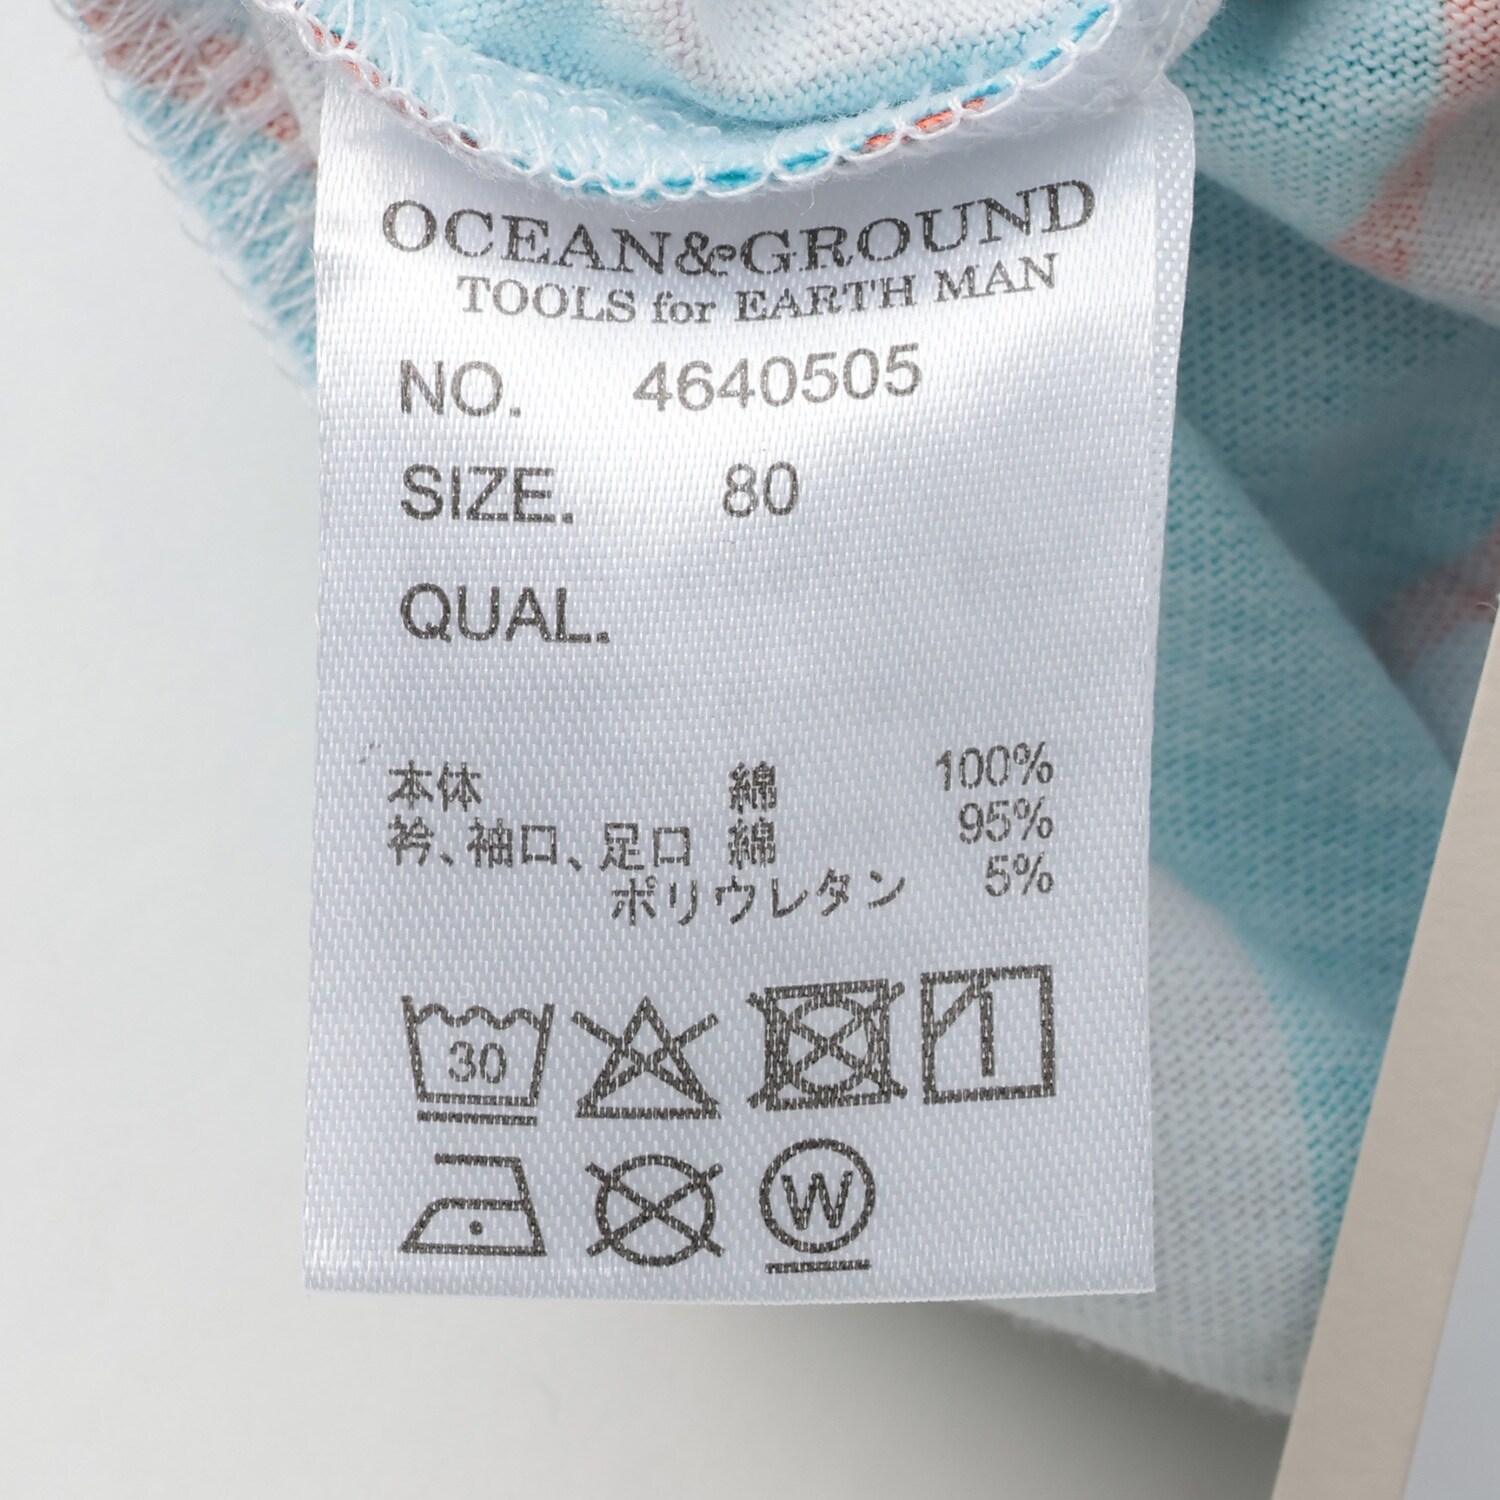 OCEAN&GROUND
TOOLS for EARTH MAN
NO. 4640505
SIZE. 80
QUAL.
本体 綿 100%
衿、袖口、足口 綿 95%
ポリウレタン 5%
30
W